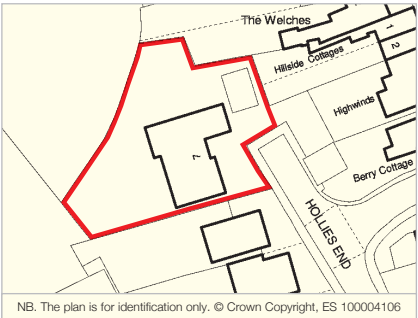 The Welches
1
2
Hillside Cottages
Highwinds
7
Berry Cottage
HOLLIES END
NB. The plan is for identification only. © Crown Copyright, ES 100004106